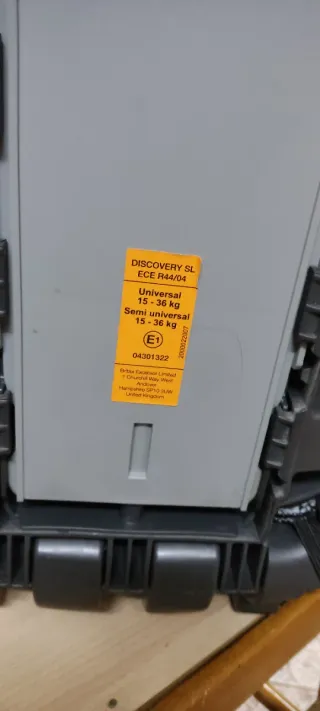 DISCOVERY SL
ECE R44/04
Universal
15 - 36 kg
Semi universal
15 - 36 kg
E1
04301322
200022007
Britax Excelsior Limited
1 Churchill Way West
Andover
Hampshire SP10 3UW
United Kingdom